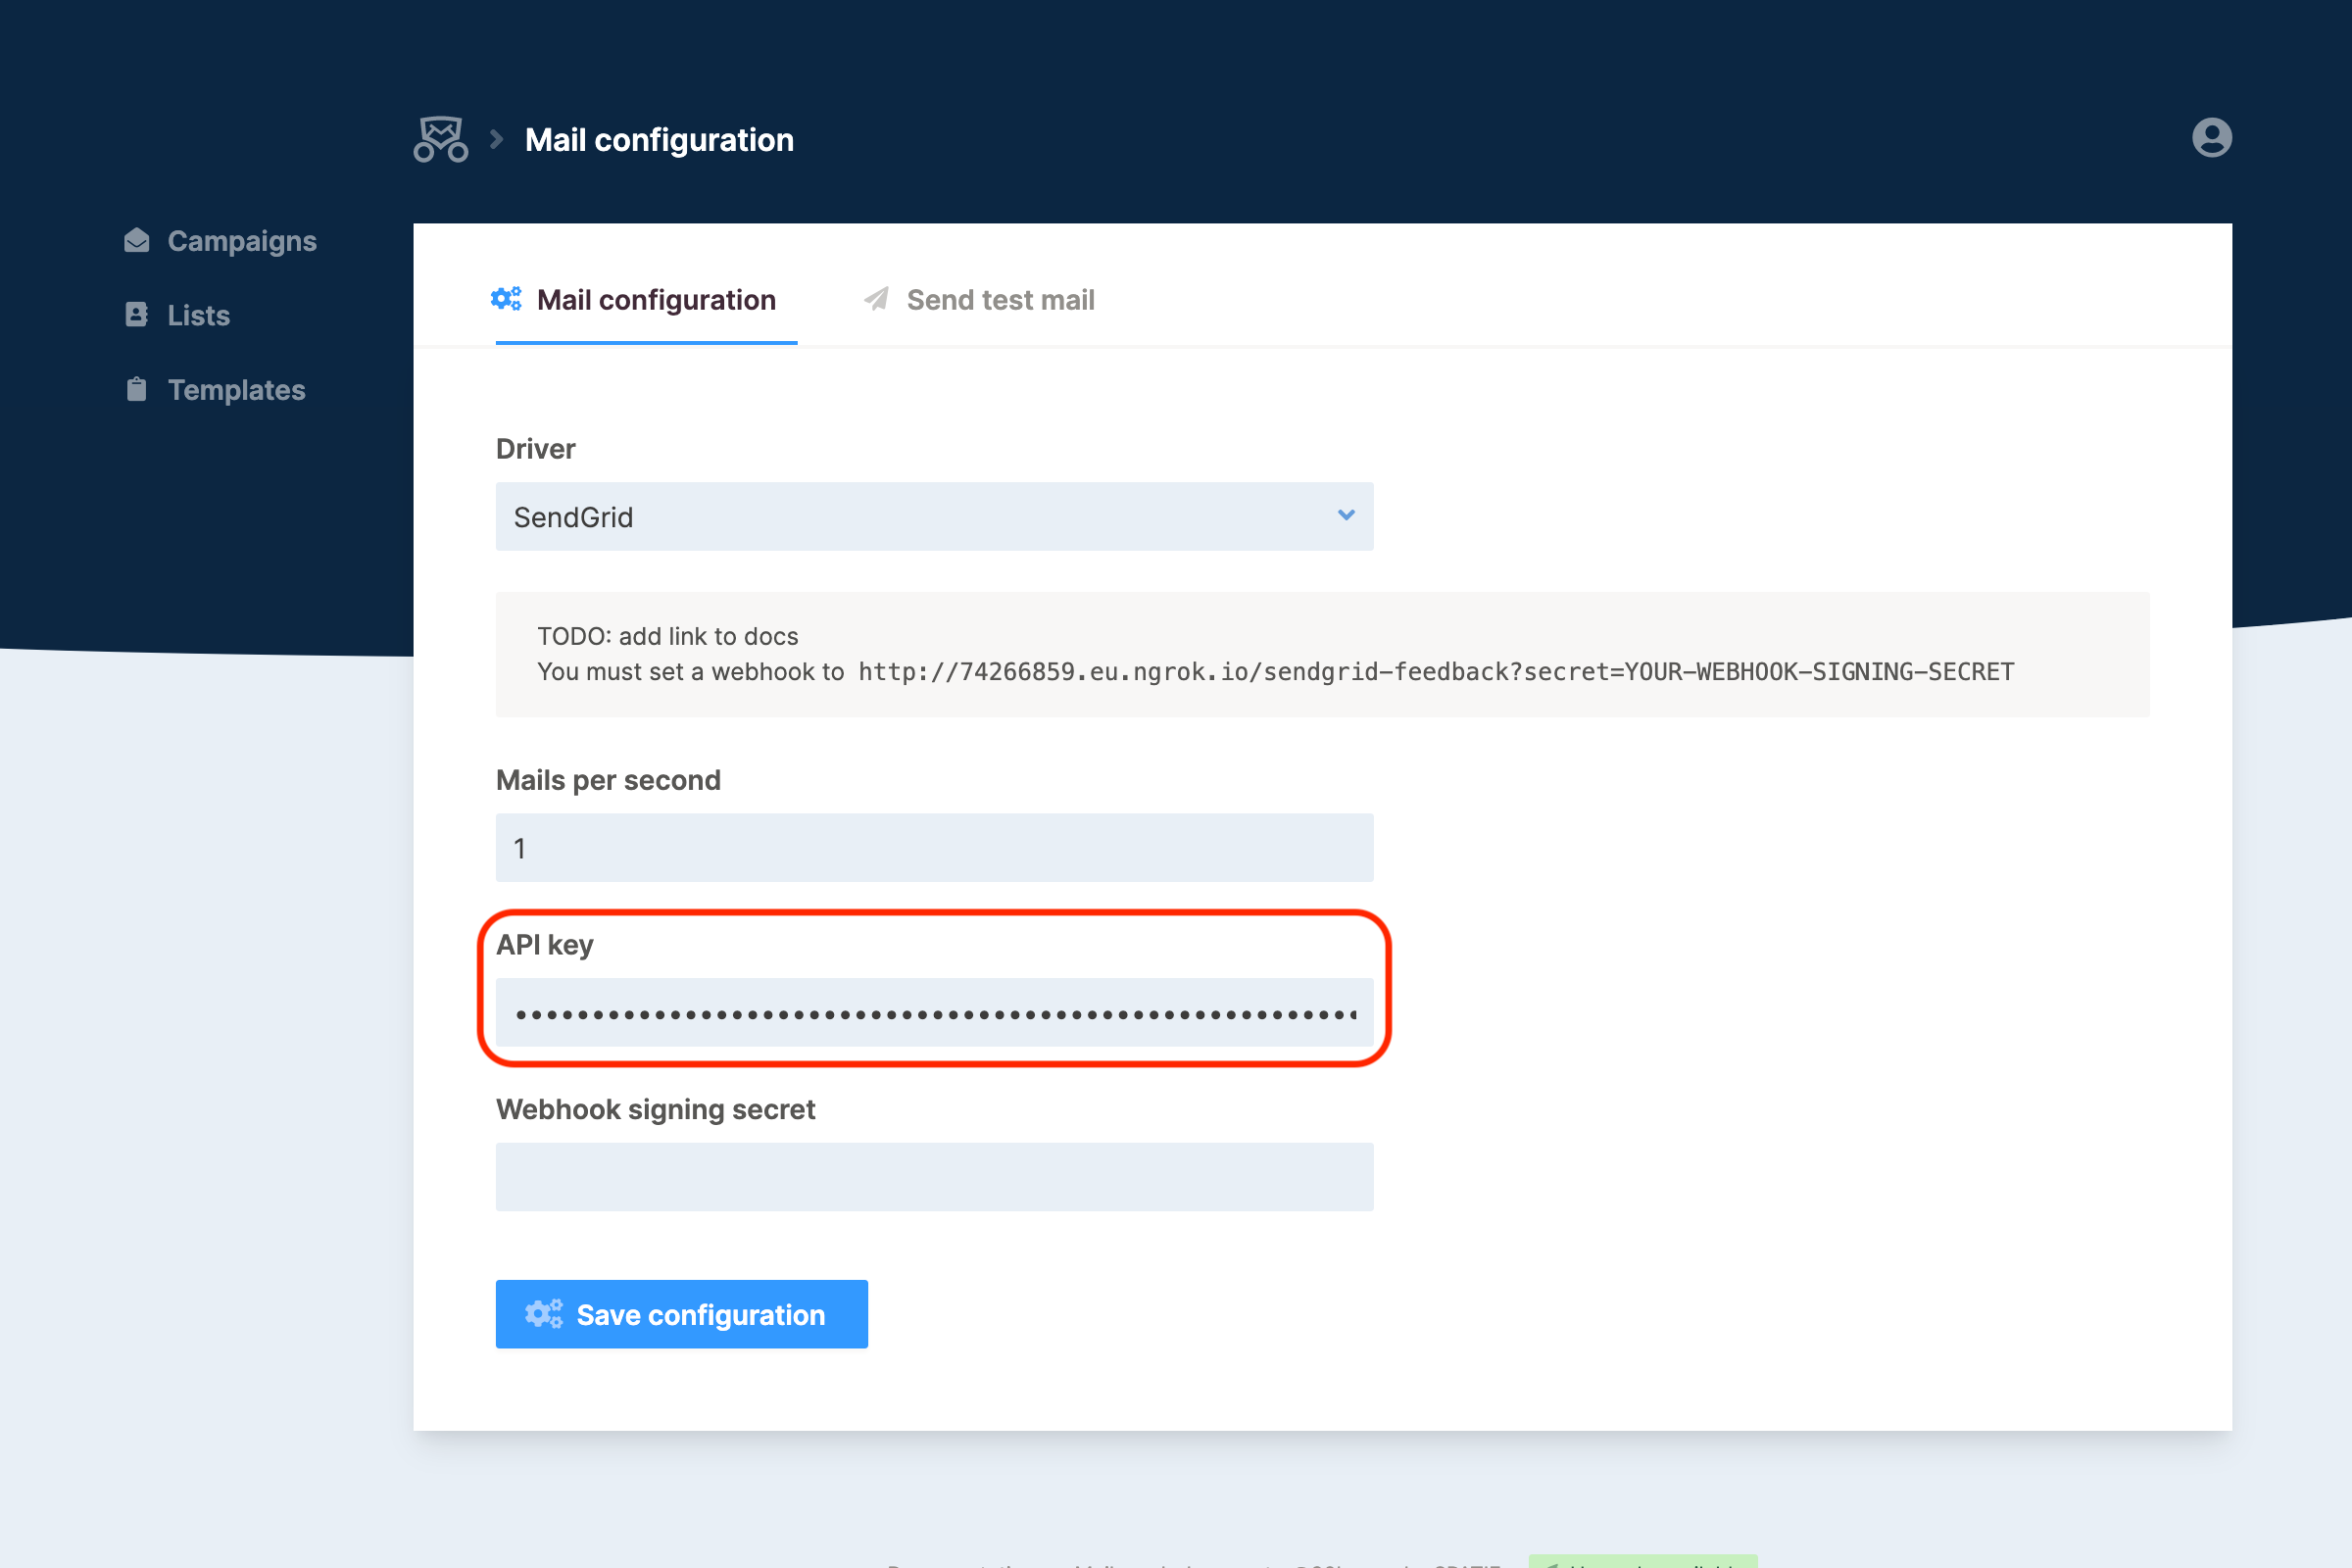 Mail configuration
Campaigns
Lists
Templates
Mail configuration
Send test mail
Driver
SendGrid
TODO: add link to docs
You must set a webhook to http://74266859.eu.ngrok.io/sendgrid-feedback?secret=YOUR-WEBHOOK-SIGNING-SECRET
Mails per second
1
API key
Webhook signing secret
Save configuration